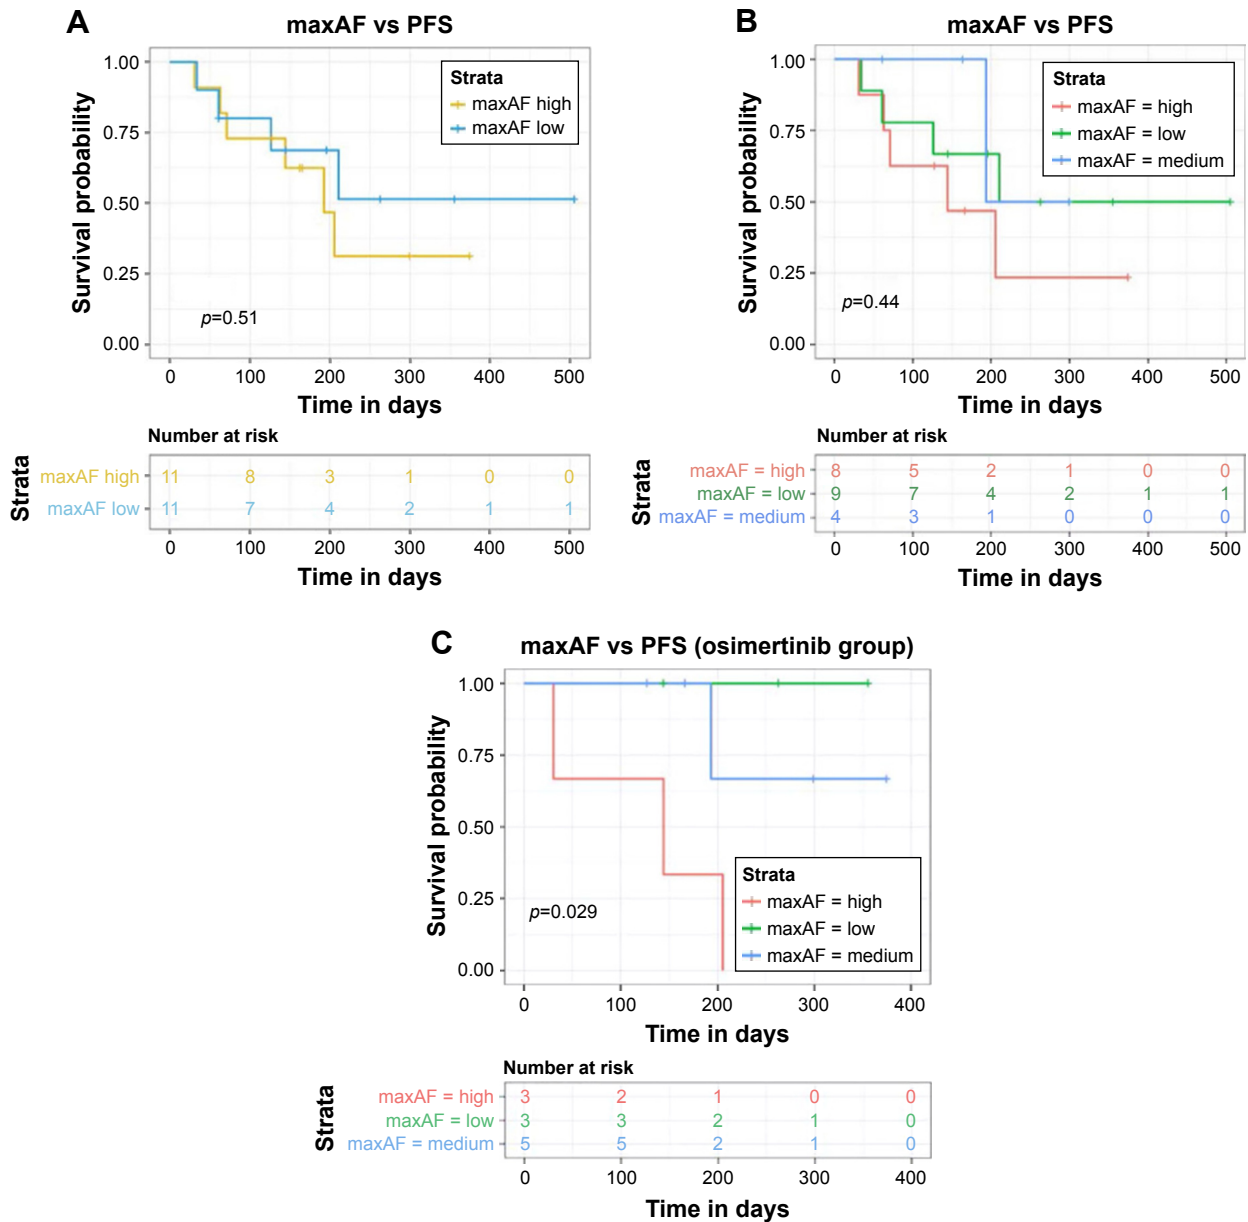 A
maxAF vs PFS
Survival probability
1.00
0.75
0.50
0.25
0.00
Strata
maxAF high
maxAF low
p=0.51
0 100 200 300 400 500
Time in days
Number at risk
Strata
maxAF high 11 8 3 1 0 0
maxAF low 11 7 4 2 1 1
0 100 200 300 400 500
Time in days
B
maxAF vs PFS
Survival probability
1.00
0.75
0.50
0.25
0.00
Strata
maxAF = high
maxAF = low
maxAF = medium
p=0.44
0 100 200 300 400 500
Time in days
Number at risk
Strata
maxAF = high 8 5 2 1 0 0
maxAF = low 9 7 4 2 1 1
maxAF = medium 4 3 1 0 0 0
0 100 200 300 400 500
Time in days
C
maxAF vs PFS (osimertinib group)
Survival probability
1.00
0.75
0.50
0.25
0.00
Strata
maxAF = high
maxAF = low
maxAF = medium
p=0.029
0 100 200 300 400
Time in days
Number at risk
Strata
maxAF = high 3 2 1 0 0
maxAF = low 3 3 2 1 0
maxAF = medium 5 5 2 1 0
0 100 200 300 400
Time in days